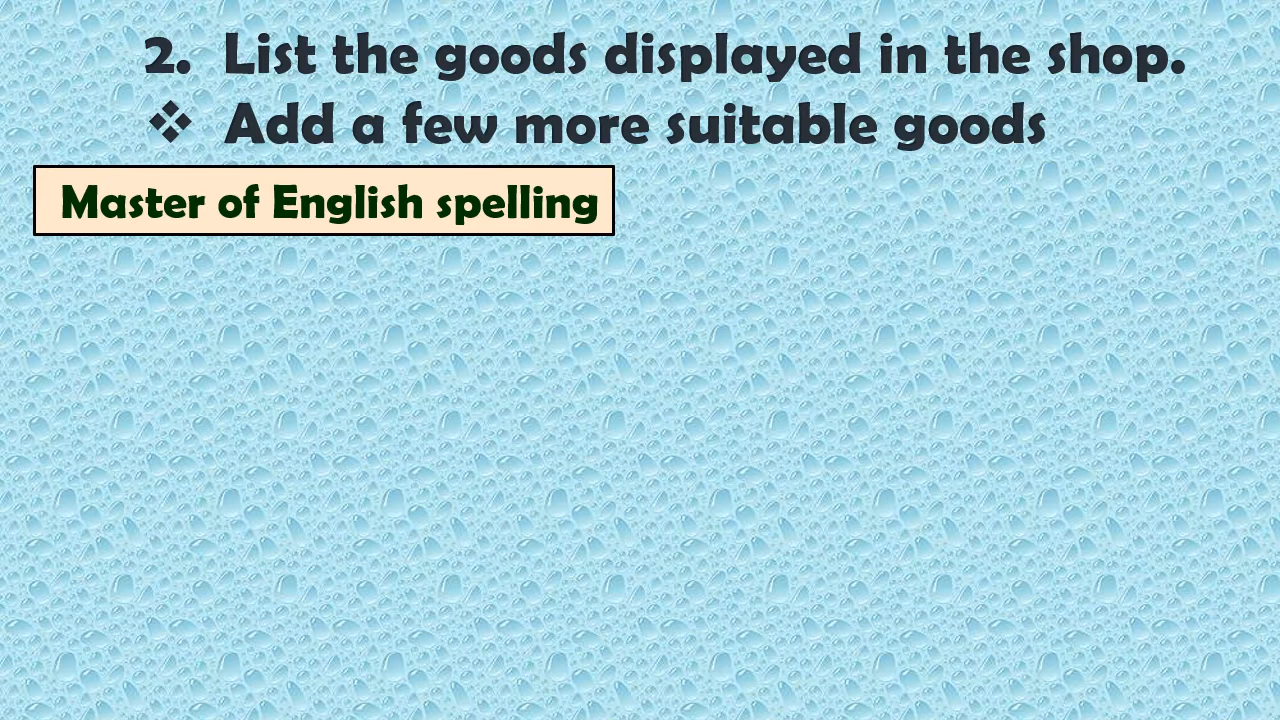 2. List the goods displayed in the shop.
❖ Add a few more suitable goods
Master of English spelling